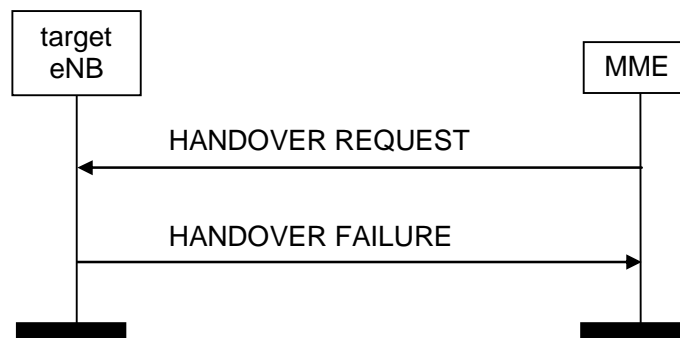 target
eNB
MME
HANDOVER REQUEST
HANDOVER FAILURE